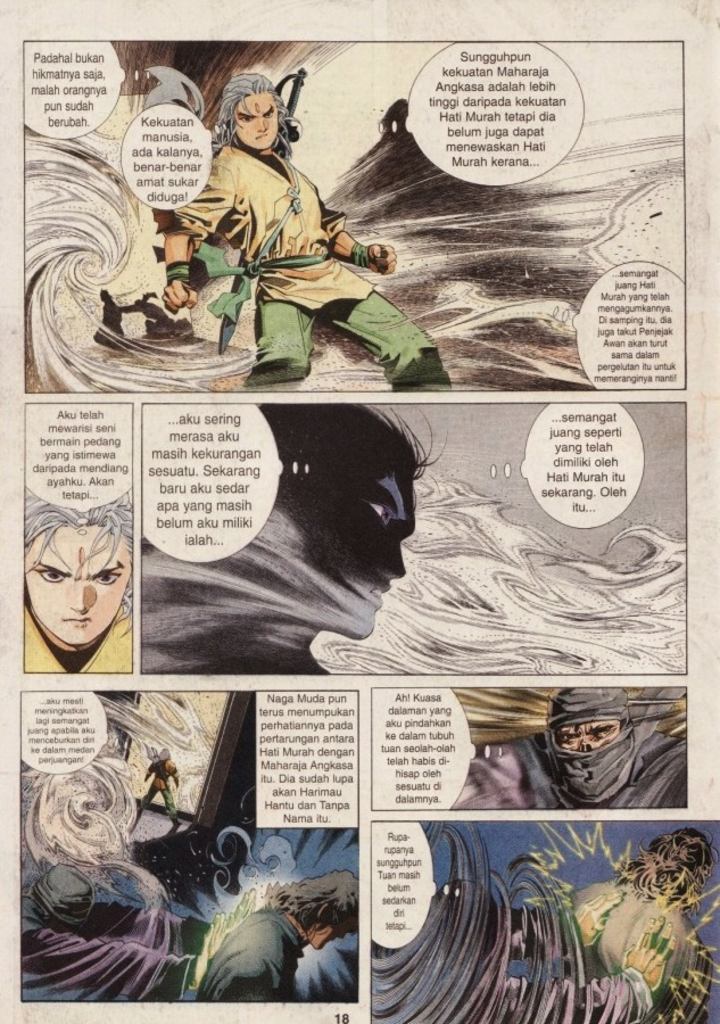 Padahal bukan
hikmatnya saja,
malah orangnya
pun sudah
berubah.
Kekuatan
manusia,
ada kalanya,
benar-benar
amat sukar
diduga!
Sungguhpun
kekuatan Maharaja
Angkasa adalah lebih
tinggi daripada kekuatan
Hati Murah tetapi dia
belum juga dapat
menewaskan Hati
Murah kerana...
...semangat
juang Hati
Murah yang telah
mengagumkannya.
Di samping itu, dia
juga takut Penjejak
Awan akan turut
sama dalam
pergelutan itu untuk
memeranginya nanti!
Aku telah
mewarisi seni
bermain pedang
yang istimewa
daripada mendiang
ayahku. Akan
tetapi...
...aku sering
merasa aku
masih kekurangan
sesuatu. Sekarang
baru aku sedar
apa yang masih
belum aku miliki
ialah...
...semangat
juang seperti
yang telah
dimiliki oleh
Hati Murah itu
sekarang. Oleh
itu...
...aku mesti
meningkatkan
lagi semangat
juang apabila aku
menceburkan diri
ke dalam medan
perjuangan!
Naga Muda pun
terus menumpukan
perhatiannya pada
pertarungan antara
Hati Murah dengan
Maharaja Angkasa
itu. Dia sudah lupa
akan Harimau
Hantu dan Tanpa
Nama itu.
Ah! Kuasa
dalaman yang
aku pindahkan
ke dalam tubuh
tuan seolah-olah
telah habis di-
hisap oleh
sesuatu di
dalamnya.
Rupa-
rupanya
sungguhpun
Tuan masih
belum
sedarkan
diri
tetapi...
18